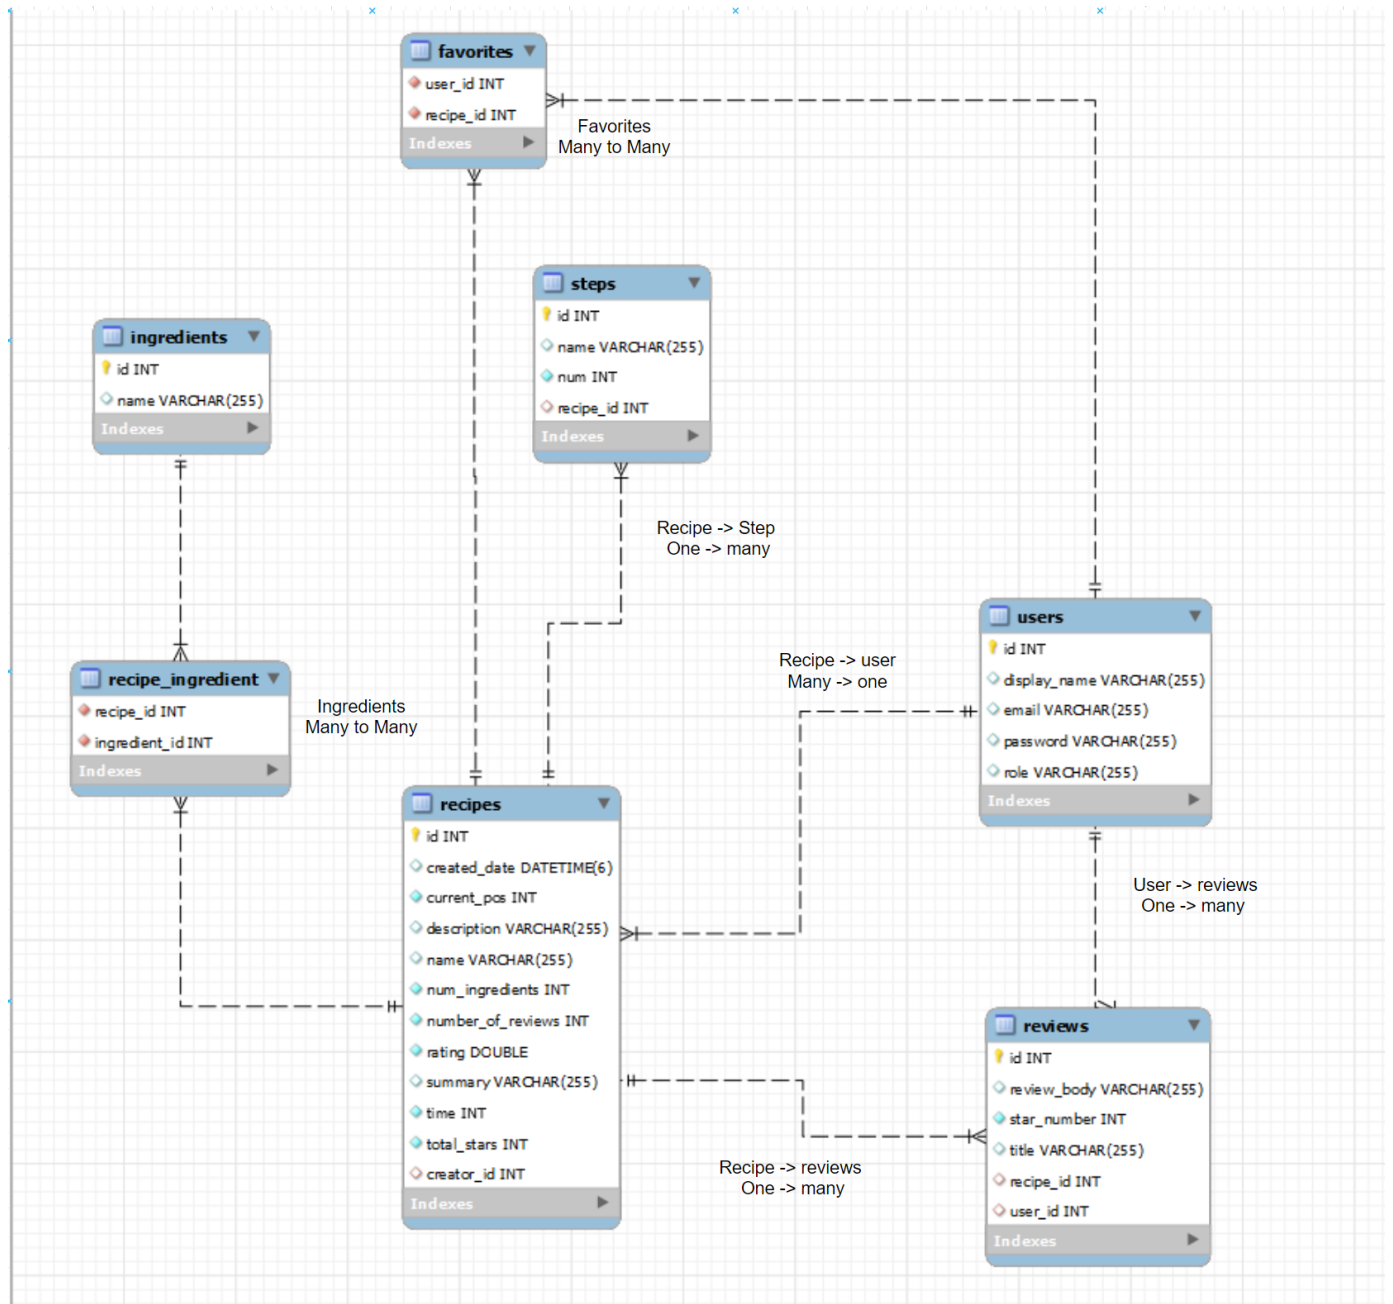 favorites
user_id INT
recipe_id INT
Indexes
Favorites
Many to Many
steps
id INT
name VARCHAR(255)
num INT
recipe_id INT
Indexes
ingredients
id INT
name VARCHAR(255)
Indexes
Recipe -> Step
One -> many
users
id INT
display_name VARCHAR(255)
email VARCHAR(255)
password VARCHAR(255)
role VARCHAR(255)
Indexes
Recipe -> user
Many -> one
recipe_ingredient
recipe_id INT
ingredient_id INT
Indexes
Ingredients
Many to Many
recipes
id INT
created_date DATETIME(6)
current_pos INT
description VARCHAR(255)
name VARCHAR(255)
num_ingredients INT
number_of_reviews INT
rating DOUBLE
summary VARCHAR(255)
time INT
total_stars INT
creator_id INT
Indexes
User -> reviews
One -> many
reviews
id INT
review_body VARCHAR(255)
star_number INT
title VARCHAR(255)
recipe_id INT
user_id INT
Indexes
Recipe -> reviews
One -> many